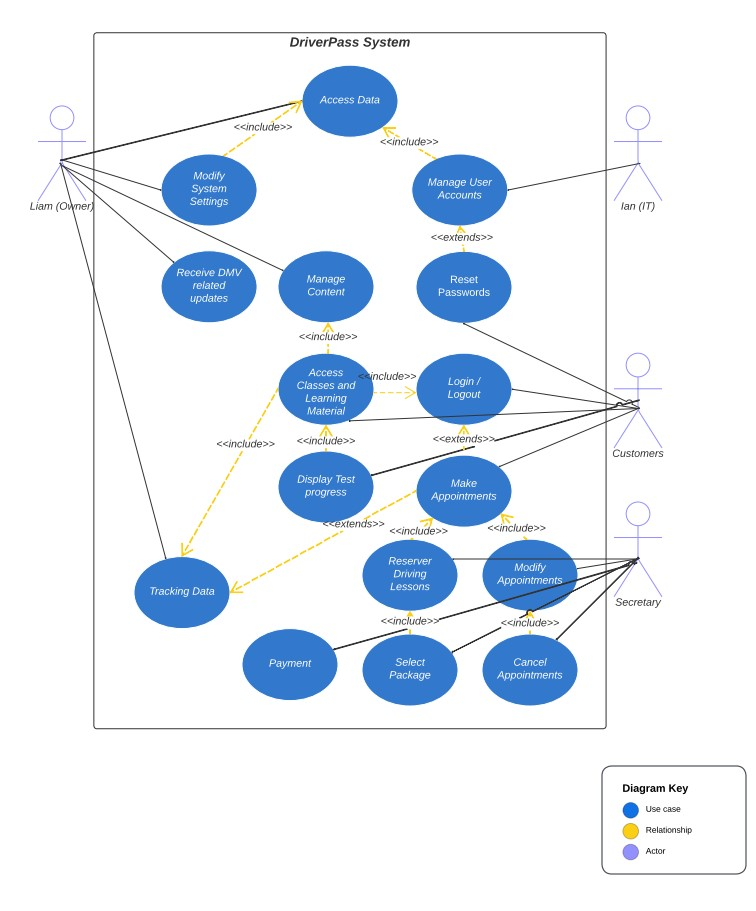 DriverPass System
Access Data
<<include>>
<<include>>
Modify
System
Settings
Manage User
Accounts
Liam (Owner)
Ian (IT)
<<extends>>
Receive DMV
related
updates
Manage
Content
Reset
Passwords
<<include>>
Access
Classes and
Learning
Material
<<include>>
Login /
Logout
<<include>>
<<include>>
<<extends>>
Customers
Display Test
progress
Make
Appointments
<<extends>>
<<include>>
<<include>>
Reserver
Driving
Lessons
Modify
Appointments
Tracking Data
Secretary
<<include>>
<<include>>
Payment
Select
Package
Cancel
Appointments
Diagram Key
Use case
Relationship
Actor